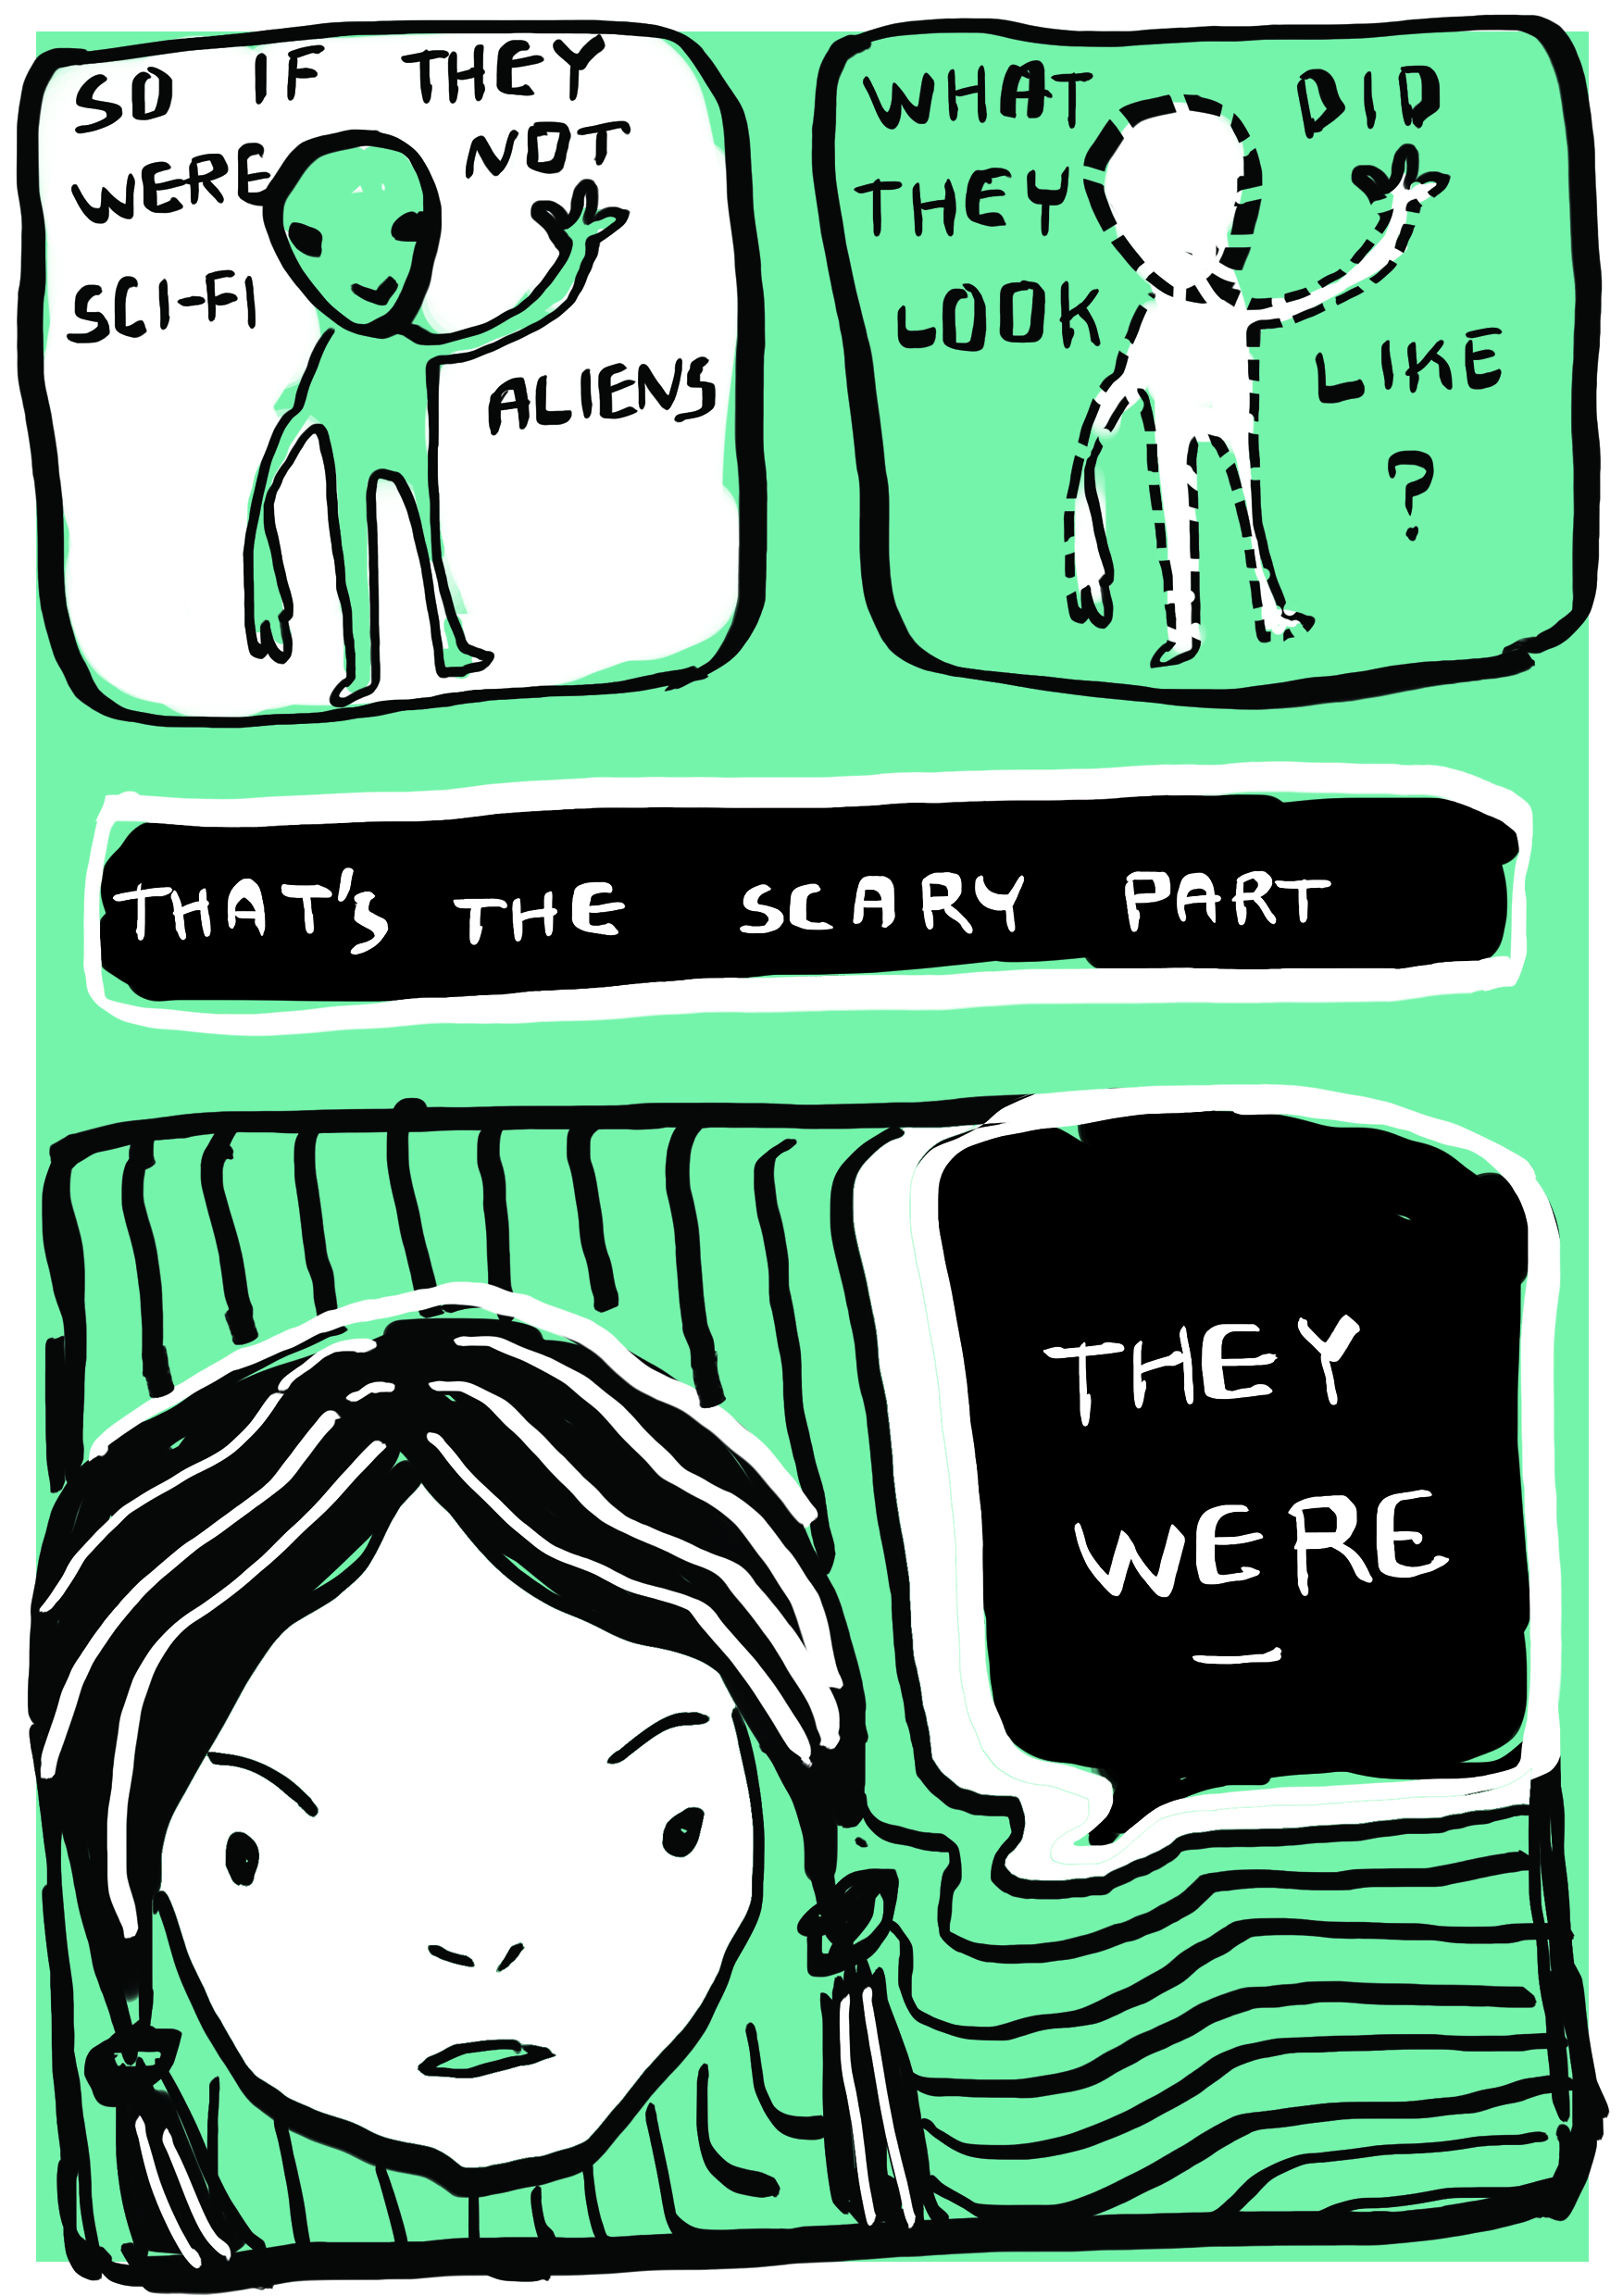 SO IF THEY
WERE NOT
SCI-FI
ALIENS
WHAT DID
THEY
LOOK
LIKE
?
THAT'S THE SCARY PART
THEY
WERE
—